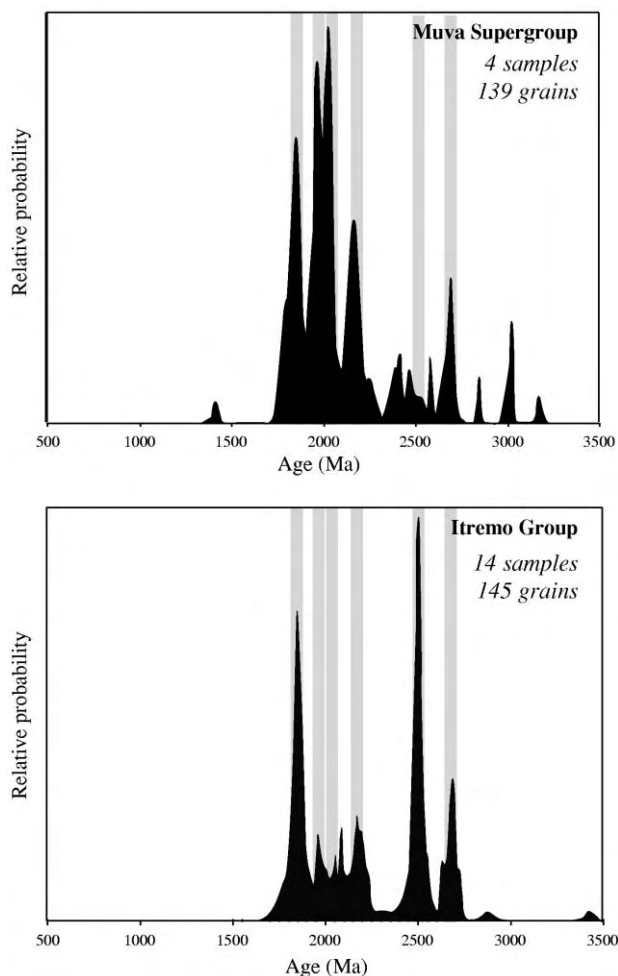 Muva Supergroup
4 samples
139 grains
Relative probability
500 1000 1500 2000 2500 3000 3500
Age (Ma)
Itremo Group
14 samples
145 grains
Relative probability
500 1000 1500 2000 2500 3000 3500
Age (Ma)